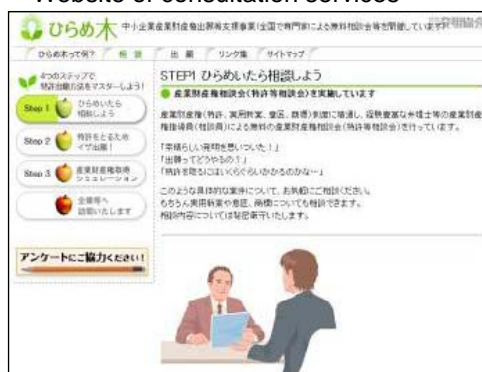 Website of consultation services
ひらめ木 中小企業産業財産権出願等支援事業(全国で専門家による無料相談会等を開催しています)
ひらめ木って何?
相 談
出 願
リンク集
サイトマップ
4つのステップで
特許出願方法をマスターしよう!
Step 1 ひらめいたら
相談しよう
Step 2 特許をとるため
イザ出願!
Step 3 産業財産権取得
シミュレーション
企業等へ
訪問いたします
アンケートにご協力ください!
STEP1 ひらめいたら相談しよう
産業財産権相談会(特許等相談会)を実施しています
産業財産権(特許、実用新案、意匠、商標)制度に精通し、経験豊富な弁理士等の産業財産
権指導員(相談員)による無料の産業財産権相談会(特許等相談会)を行っています。
「素晴らしい発明を思いついた!」
「出願ってどうやるの?」
「特許を取るにはいくらぐらいかかるのかな…」
このような具体的な案件について、お気軽にご相談ください。
もちろん実用新案や意匠、商標についても相談できます。
相談内容については秘密厳守いたします。